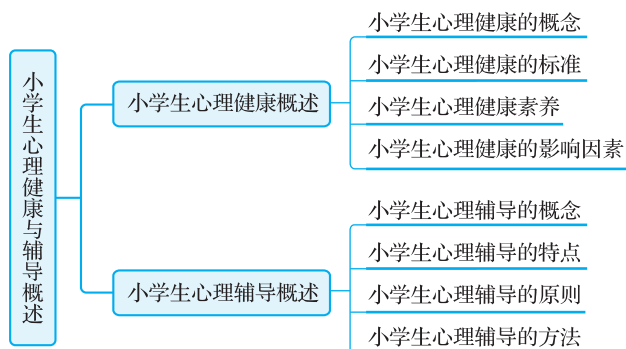 小学生心理健康与辅导概述
小学生心理健康概述
小学生心理健康的概念
小学生心理健康的标准
小学生心理健康素养
小学生心理健康的影响因素
小学生心理辅导概述
小学生心理辅导的概念
小学生心理辅导的特点
小学生心理辅导的原则
小学生心理辅导的方法